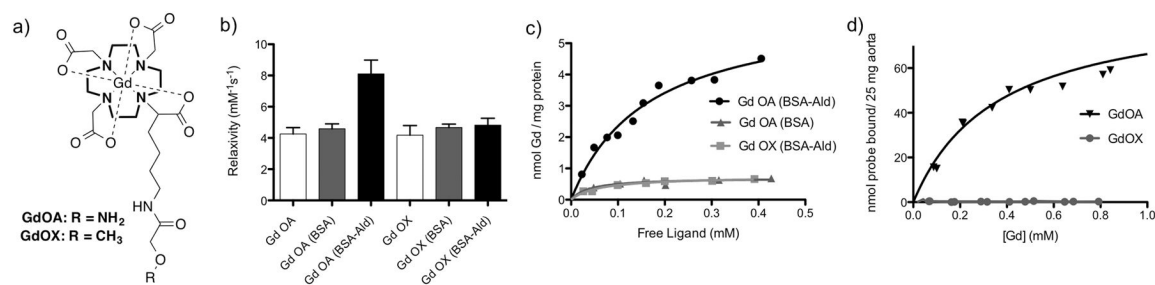 a)
O
O
O
O
N
N
Gd
N
N
O
O
O
O
HN
O
O
R
GdOA: R = NH2
GdOX: R = CH3
b)
Relaxivity (mM-1s-1)
10
8
6
4
2
0
Gd OA
Gd OA (BSA)
Gd OA (BSA-Ald)
Gd OX
Gd OX (BSA)
Gd OX (BSA-Ald)
c)
nmol Gd / mg protein
5
4
3
2
1
0
0.0 0.1 0.2 0.3 0.4 0.5
Free Ligand (mM)
Gd OA (BSA-Ald)
Gd OA (BSA)
Gd OX (BSA-Ald)
d)
nmol probe bound/ 25 mg aorta
60
40
20
0
0.0 0.2 0.4 0.6 0.8 1.0
[Gd] (mM)
GdOA
GdOX